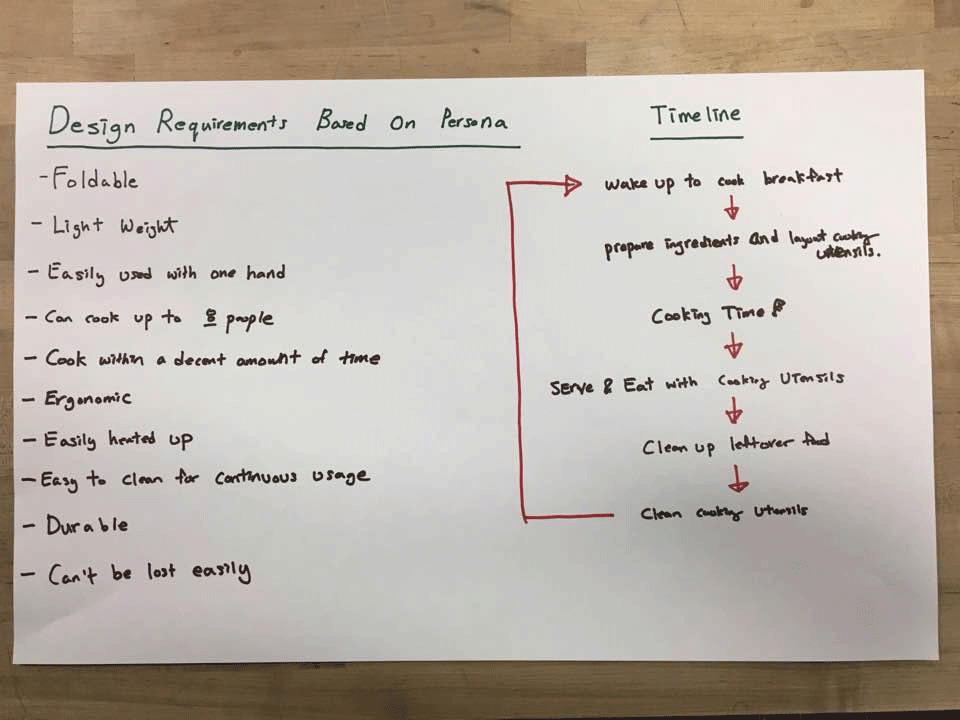 Design Requirements Based On Persona
- Foldable
- Light Weight
- Easily used with one hand
- Can cook up to 8 people
- Cook within a decent amount of time
- Ergonomic
- Easily heated up
- Easy to clean for continuous usage
- Durable
- Can't be lost easily
Timeline
Wake up to cook breakfast
prepare ingredients and layout cooking
utensils.
Cooking Time
Serve & Eat with Cooking Utensils
Clean up leftover food
Clean cooking utensils